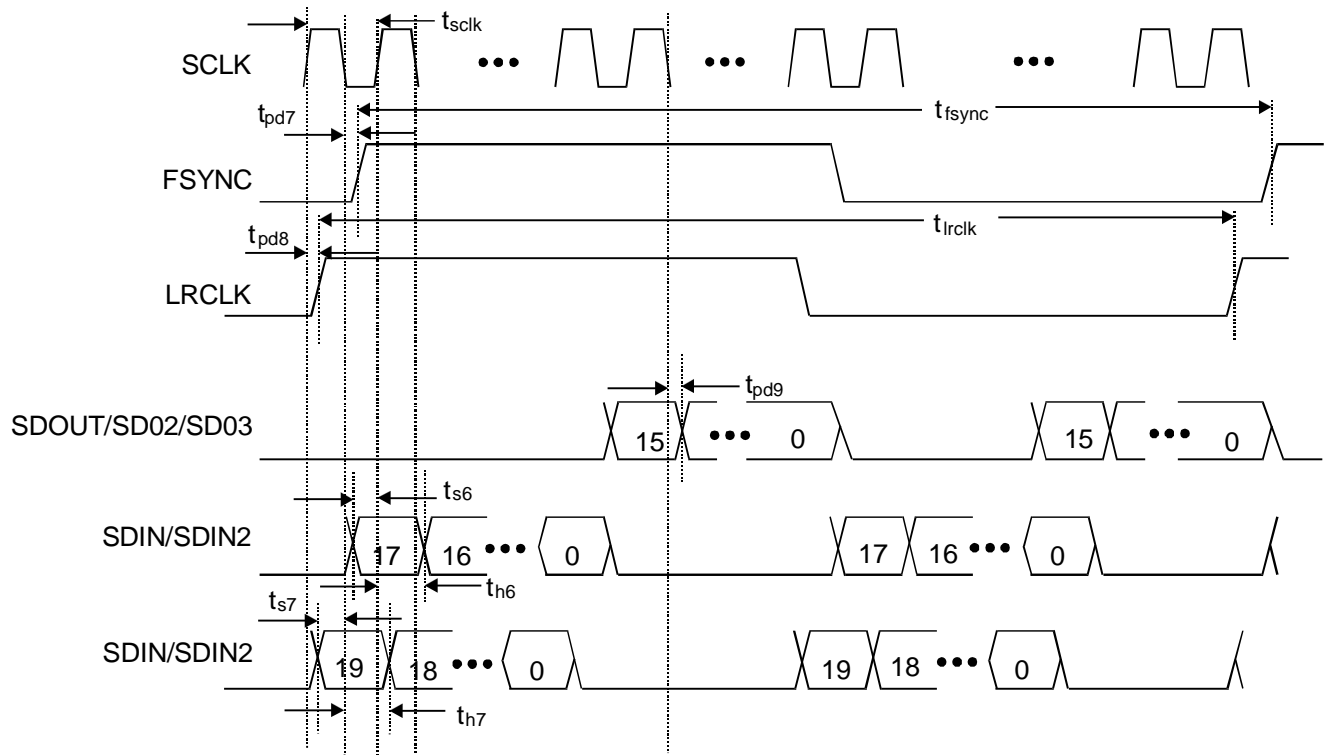 tsclk
SCLK
tpd7
tfsync
FSYNC
tpd8
tlrclk
LRCLK
tpd9
SDOUT/SD02/SD03
15 0 15 0
ts6
SDIN/SDIN2
17 16 0 17 16 0
th6
ts7
SDIN/SDIN2
19 18 0 19 18 0
th7